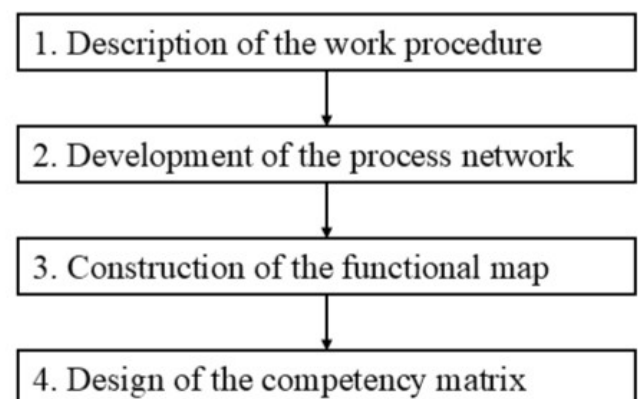 1. Description of the work procedure
2. Development of the process network
3. Construction of the functional map
4. Design of the competency matrix